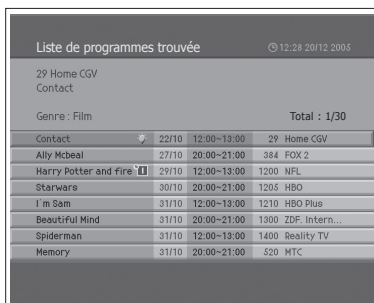 Liste de programmes trouvée 12:28 20/12 2005
29 Home CGV
Contact
Genre : Film Total : 1/30
Contact 22/10 12:00~13:00 29 Home CGV
Ally Mcbeal 27/10 20:00~21:00 384 FOX 2
Harry Potter and fire 29/10 12:00~13:00 1200 NFL
Starwars 30/10 20:00~21:00 1205 HBO
I`m Sam 31/10 12:00~13:00 1210 HBO Plus
Beautiful Mind 31/10 20:00~21:00 1300 ZDF. Intern...
Spiderman 31/10 12:00~13:00 1400 Reality TV
Memory 31/10 20:00~21:00 520 MTC